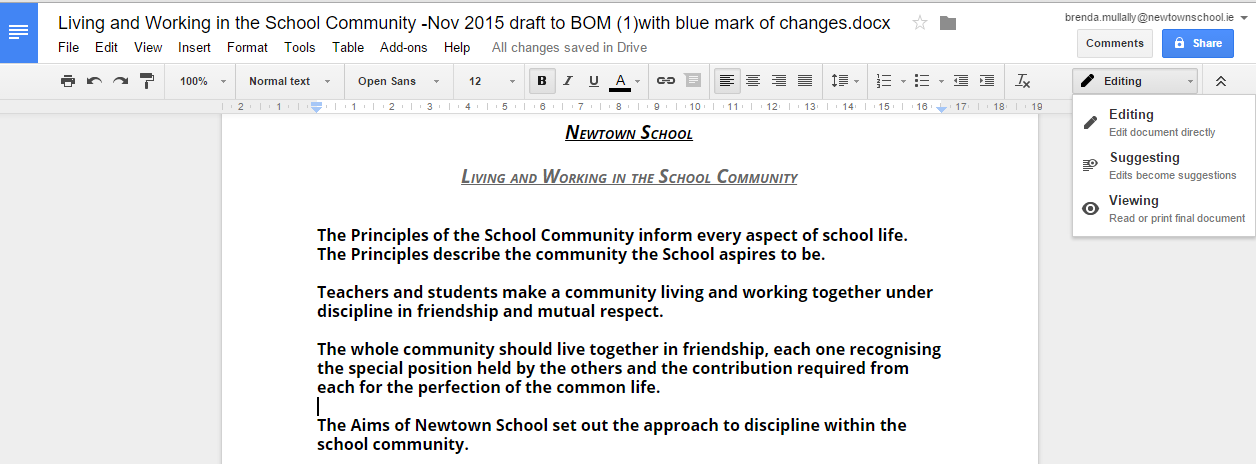 Living and Working in the School Community -Nov 2015 draft to BOM (1)with blue mark of changes.docx
brenda.mullally@newtownschool.ie
File Edit View Insert Format Tools Table Add-ons Help All changes saved in Drive
Comments Share
100% Normal text Open Sans 12 B I U A Editing
2 1 1 2 3 4 5 6 7 8 9 10 11 12 13 14 15 16 17 18 19
Editing
Edit document directly
Suggesting
Edits become suggestions
Viewing
Read or print final document
Newtown School
Living and Working in the School Community
The Principles of the School Community inform every aspect of school life.
The Principles describe the community the School aspires to be.
Teachers and students make a community living and working together under
discipline in friendship and mutual respect.
The whole community should live together in friendship, each one recognising
the special position held by the others and the contribution required from
each for the perfection of the common life.
The Aims of Newtown School set out the approach to discipline within the
school community.